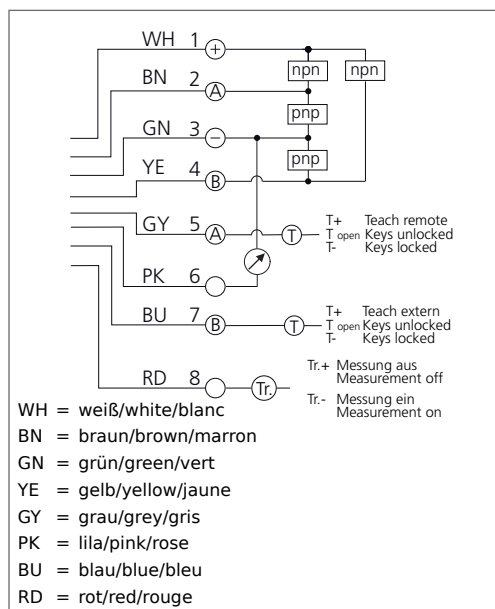 WH 1 +
npn npn
BN 2 A
pnp
GN 3 −
pnp
YE 4 B
GY 5 A T
T+ Teach remote
T open Keys unlocked
T- Keys locked
PK 6
BU 7 B T
T+ Teach extern
T open Keys unlocked
T- Keys locked
RD 8 Tr.
Tr.+ Messung aus
Measurement off
Tr.- Messung ein
Measurement on
WH = weiß/white/blanc
BN = braun/brown/marron
GN = grün/green/vert
YE = gelb/yellow/jaune
GY = grau/grey/gris
PK = lila/pink/rose
BU = blau/blue/bleu
RD = rot/red/rouge